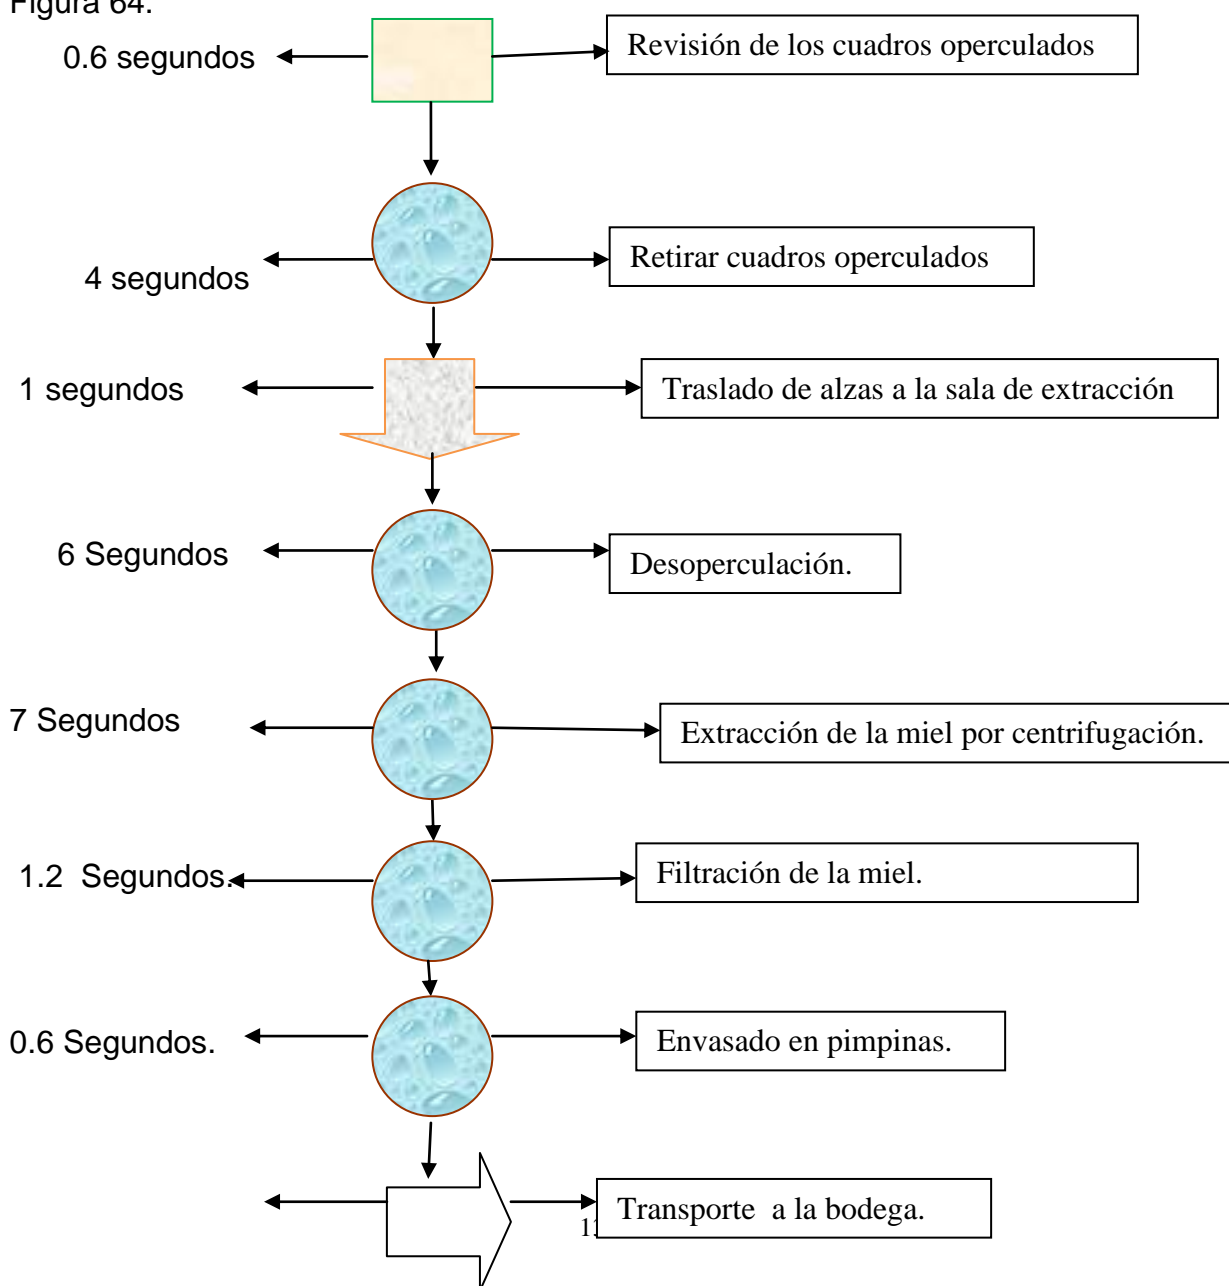 Figura 64.
0.6 segundos
Revisión de los cuadros operculados
4 segundos
Retirar cuadros operculados
1 segundos
Traslado de alzas a la sala de extracción
6 Segundos
Desoperculación.
7 Segundos
Extracción de la miel por centrifugación.
1.2 Segundos.
Filtración de la miel.
0.6 Segundos.
Envasado en pimpinas.
Transporte a la bodega.